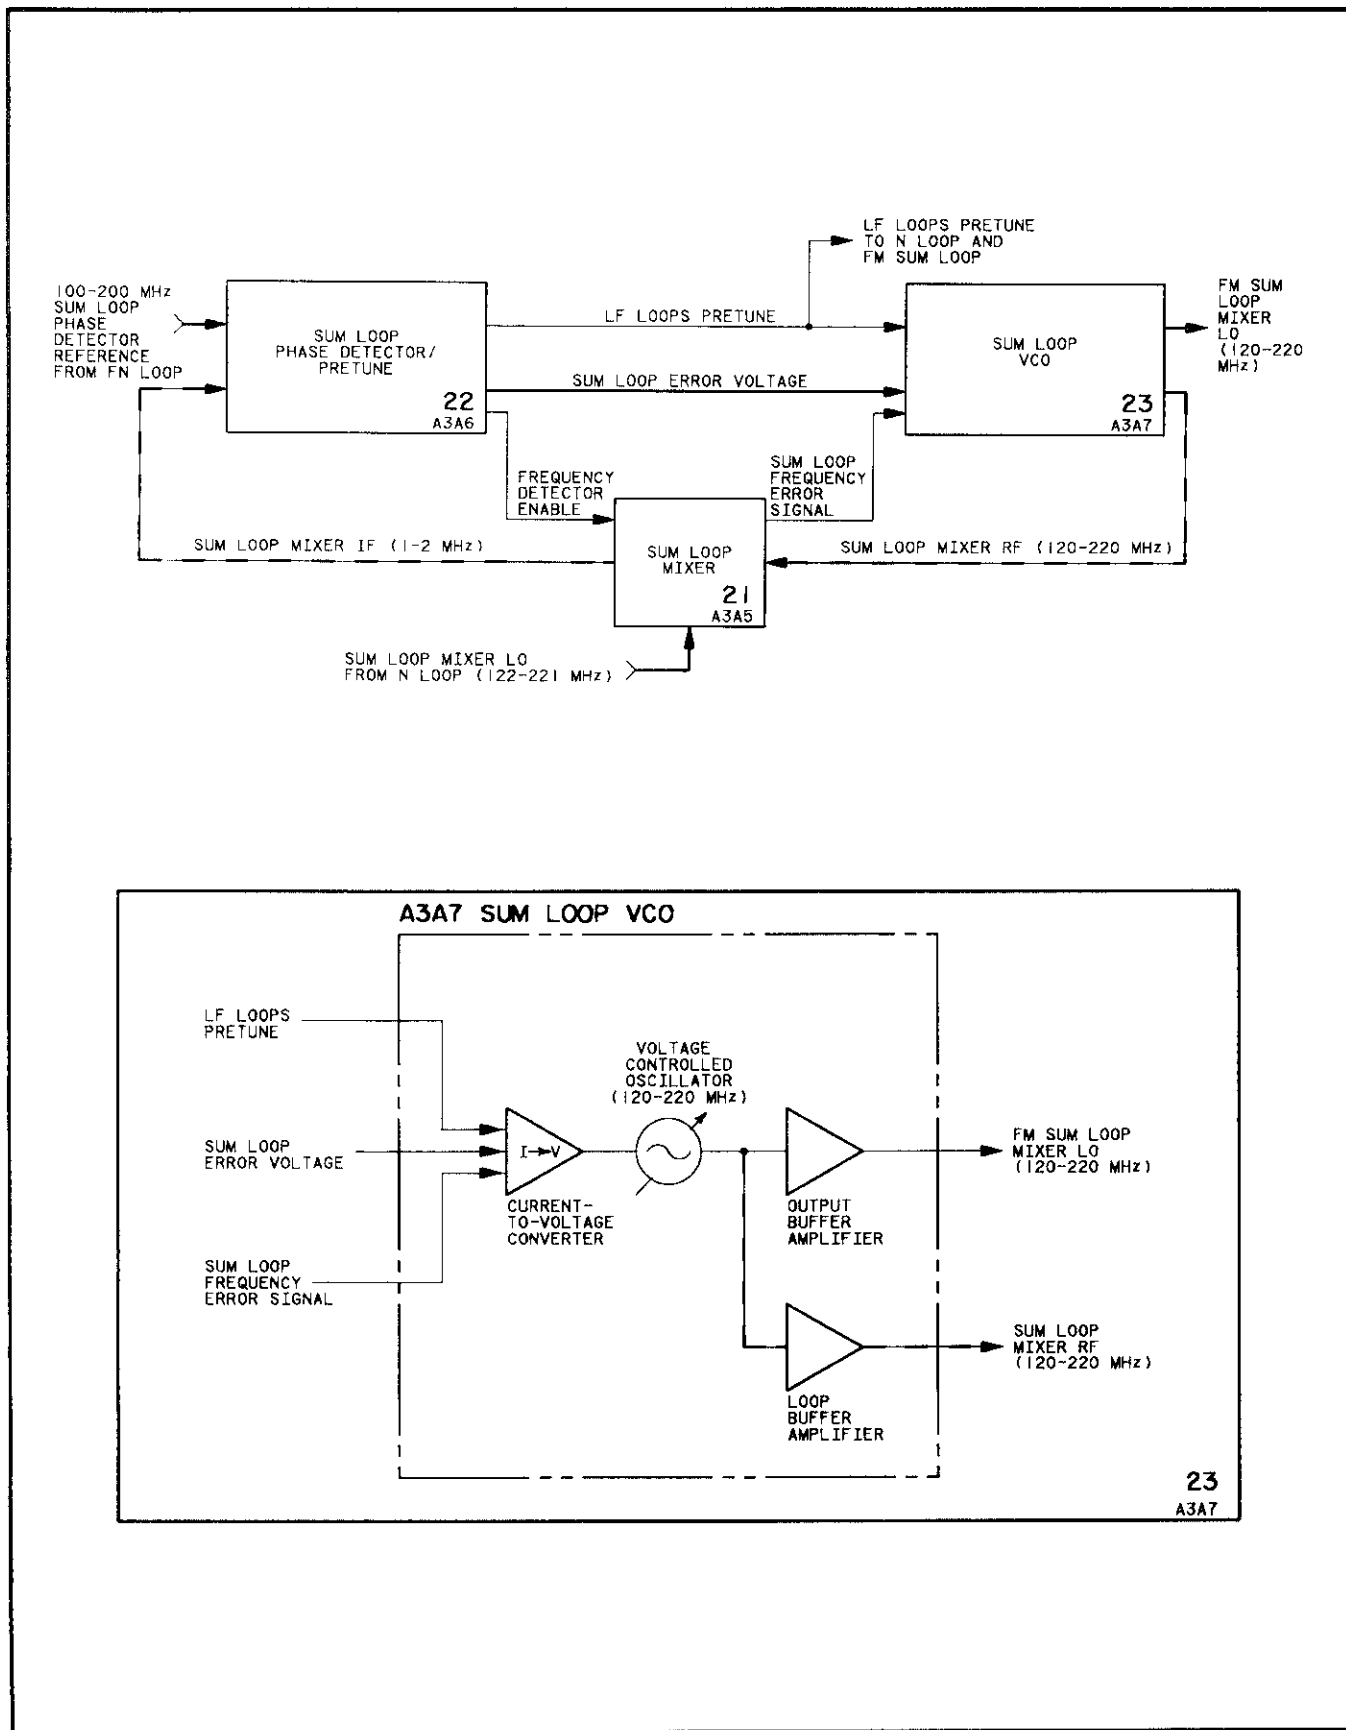 LF LOOPS PRETUNE
TO N LOOP AND
FM SUM LOOP
100-200 MHz
SUM LOOP
PHASE
DETECTOR
REFERENCE
FROM FN LOOP
SUM LOOP
PHASE DETECTOR/
PRETUNE
22
A3A6
LF LOOPS PRETUNE
SUM LOOP ERROR VOLTAGE
SUM LOOP
VCO
23
A3A7
FM SUM
LOOP
MIXER
LO
(120-220
MHz)
FREQUENCY
DETECTOR
ENABLE
SUM LOOP
FREQUENCY
ERROR
SIGNAL
SUM LOOP MIXER IF (1-2 MHz)
SUM LOOP
MIXER
21
A3A5
SUM LOOP MIXER RF (120-220 MHz)
SUM LOOP MIXER LO
FROM N LOOP (122-221 MHz)
A3A7 SUM LOOP VCO
LF LOOPS
PRETUNE
VOLTAGE
CONTROLLED
OSCILLATOR
(120-220 MHz)
SUM LOOP
ERROR VOLTAGE
I→V
CURRENT-
TO-VOLTAGE
CONVERTER
OUTPUT
BUFFER
AMPLIFIER
FM SUM LOOP
MIXER LO
(120-220 MHz)
SUM LOOP
FREQUENCY
ERROR SIGNAL
LOOP
BUFFER
AMPLIFIER
SUM LOOP
MIXER RF
(120-220 MHz)
23
A3A7